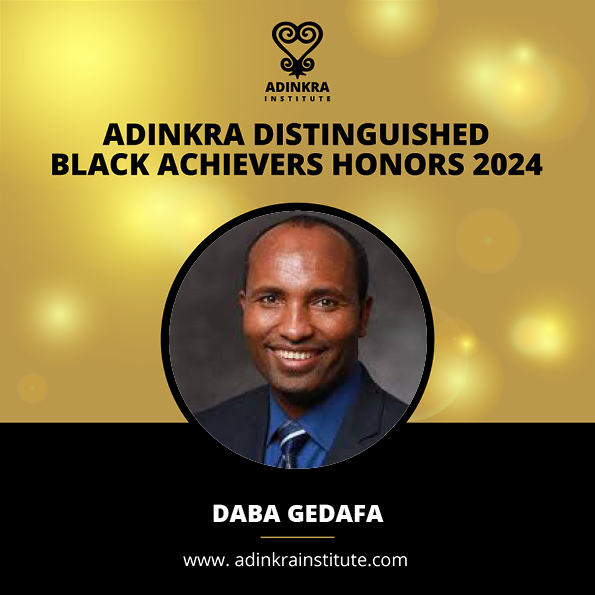 ADINKRA
INSTITUTE
ADINKRA DISTINGUISHED
BLACK ACHIEVERS HONORS 2024
DABA GEDAFA
www. adinkrainstitute.com